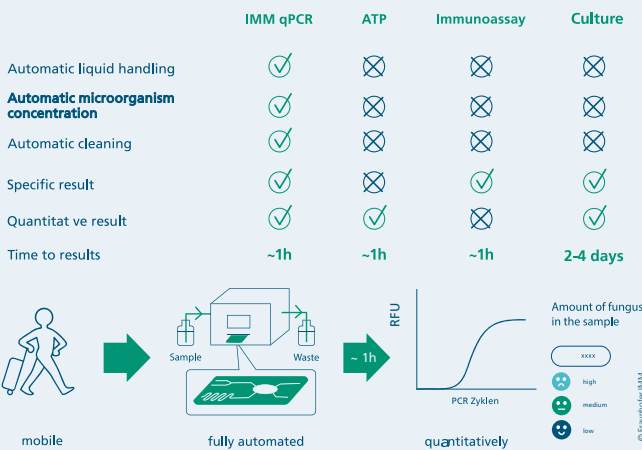 IMM qPCR ATP Immunoassay Culture
Automatic liquid handling
Automatic microorganism
concentration
Automatic cleaning
Specific result
Quantitat ve result
Time to results ~1h ~1h ~1h 2-4 days
RFU
Amount of fungus
in the sample
Sample Waste ~ 1h
xxxx
high
PCR Zyklen
medium
low
mobile fully automated quantitatively
© Fraunhofer IMM